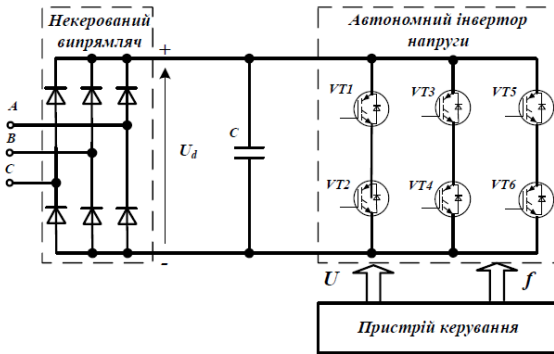 Некерований
випрямляч
Автономний інвертор
напруги
+
A
B
C
U_d
C
VT1
VT3
VT5
VT2
VT4
VT6
-
U
f
Пристрій керування